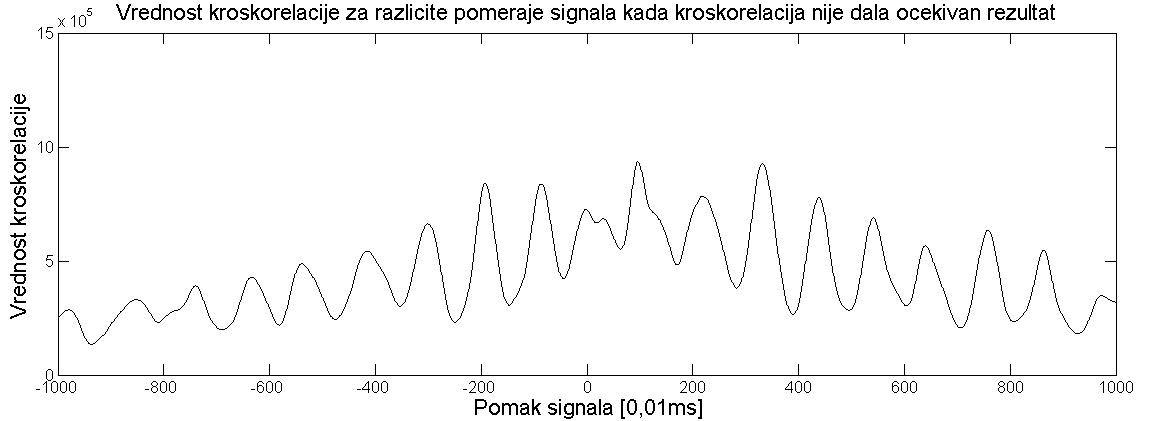 Vrednost kroskorelacije za razlicite pomeraje signala kada kroskorelacija nije dala ocekivan rezultat
x 10^5
15
10
5
0
Vrednost kroskorelacije
-1000 -800 -600 -400 -200 0 200 400 600 800 1000
Pomak signala [0,01ms]